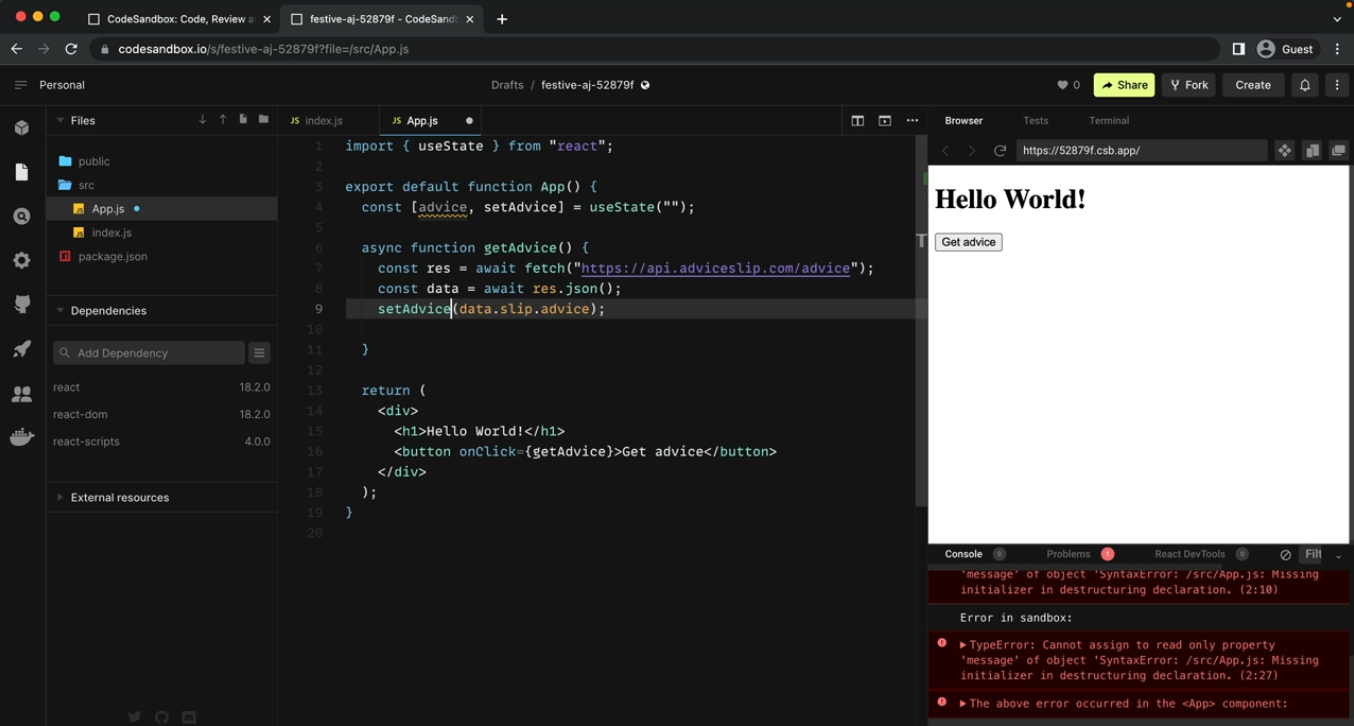 CodeSandbox: Code, Review a
festive-aj-52879f - CodeSand
codesandbox.io/s/festive-aj-52879f?file=/src/App.js
Guest
Personal
Drafts / festive-aj-52879f
0
Share
Fork
Create
Files
JS index.js
JS App.js
Browser
Tests
Terminal
public
src
JS App.js
JS index.js
package.json
Dependencies
Add Dependency
react 18.2.0
react-dom 18.2.0
react-scripts 4.0.0
External resources
1 import { useState } from "react";
2
3 export default function App() {
4 const [advice, setAdvice] = useState("");
5
6 async function getAdvice() {
7 const res = await fetch("https://api.adviceslip.com/advice");
8 const data = await res.json();
9 setAdvice(data.slip.advice);
10
11 }
12
13 return (
14 <div>
15 <h1>Hello World!</h1>
16 <button onClick={getAdvice}>Get advice</button>
17 </div>
18 );
19 }
20
https://52879f.csb.app/
Hello World!
Get advice
Console 0
Problems 1
React DevTools 0
Filt
'message' of object 'SyntaxError: /src/App.js: Missing
initializer in destructuring declaration. (2:10)
Error in sandbox:
TypeError: Cannot assign to read only property
'message' of object 'SyntaxError: /src/App.js: Missing
initializer in destructuring declaration. (2:27)
The above error occurred in the <App> component: